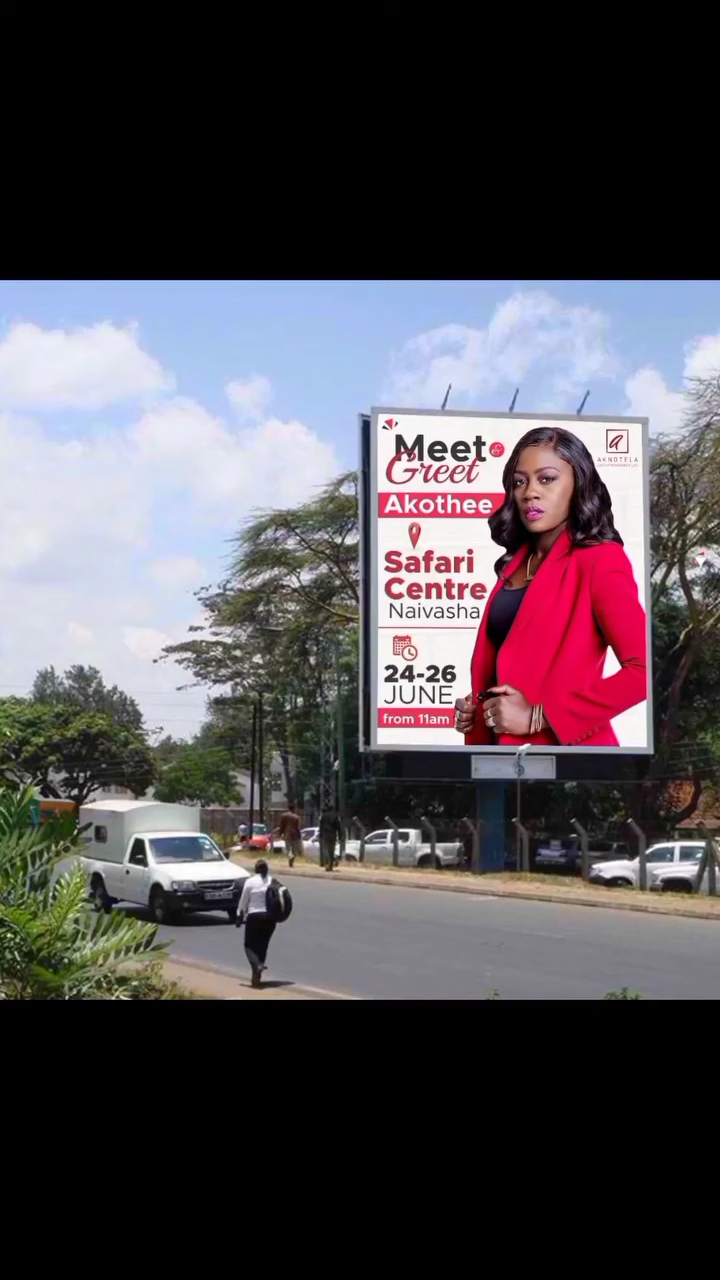 Meet &
Greet
Akothee
Safari
Centre
Naivasha
24-26
JUNE
from 11am
a
AKNOTELA